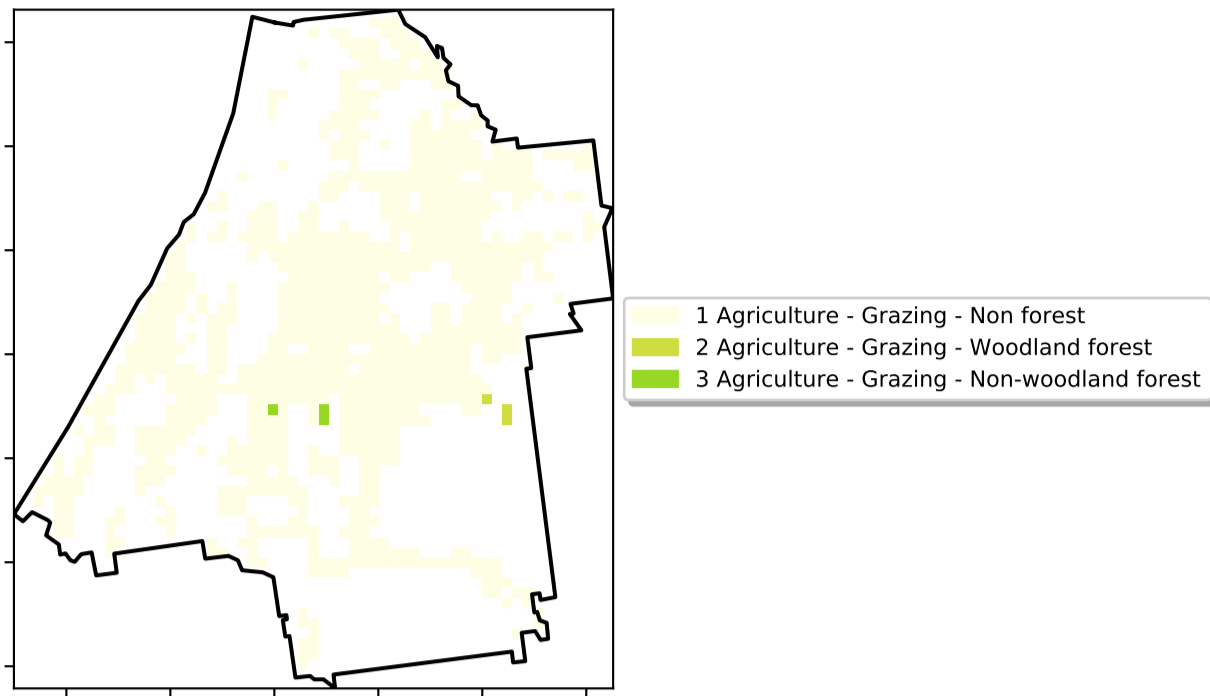 1 Agriculture - Grazing - Non forest
2 Agriculture - Grazing - Woodland forest
3 Agriculture - Grazing - Non-woodland forest